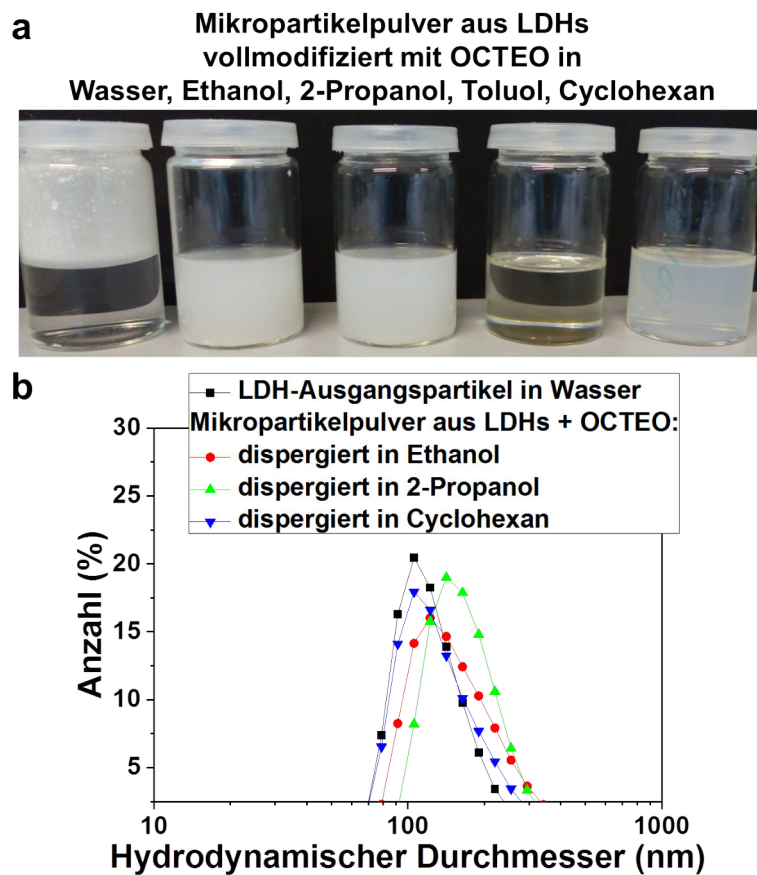 a
Mikropartikelpulver aus LDHs
vollmodifiziert mit OCTEO in
Wasser, Ethanol, 2-Propanol, Toluol, Cyclohexan
b
LDH-Ausgangspartikel in Wasser
Mikropartikelpulver aus LDHs + OCTEO:
dispergiert in Ethanol
dispergiert in 2-Propanol
dispergiert in Cyclohexan
30
25
20
15
10
5
Anzahl (%)
10
100
1000
Hydrodynamischer Durchmesser (nm)